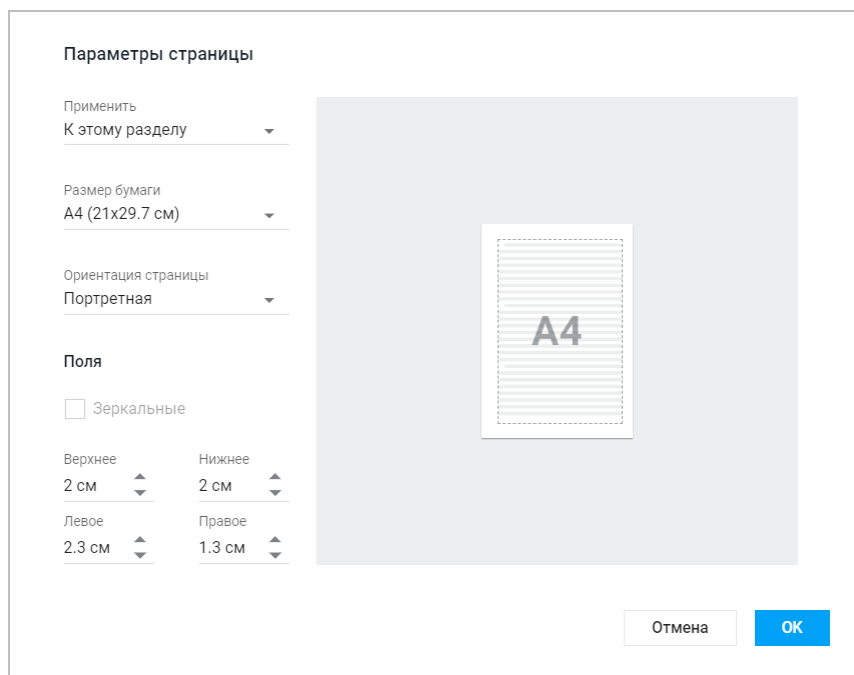 Параметры страницы
Применить
К этому разделу
Размер бумаги
A4 (21x29.7 см)
Ориентация страницы
Портретная
A4
Поля
Зеркальные
Верхнее
Нижнее
2 см
2 см
Левое
Правое
2.3 см
1.3 см
Отмена
ОК